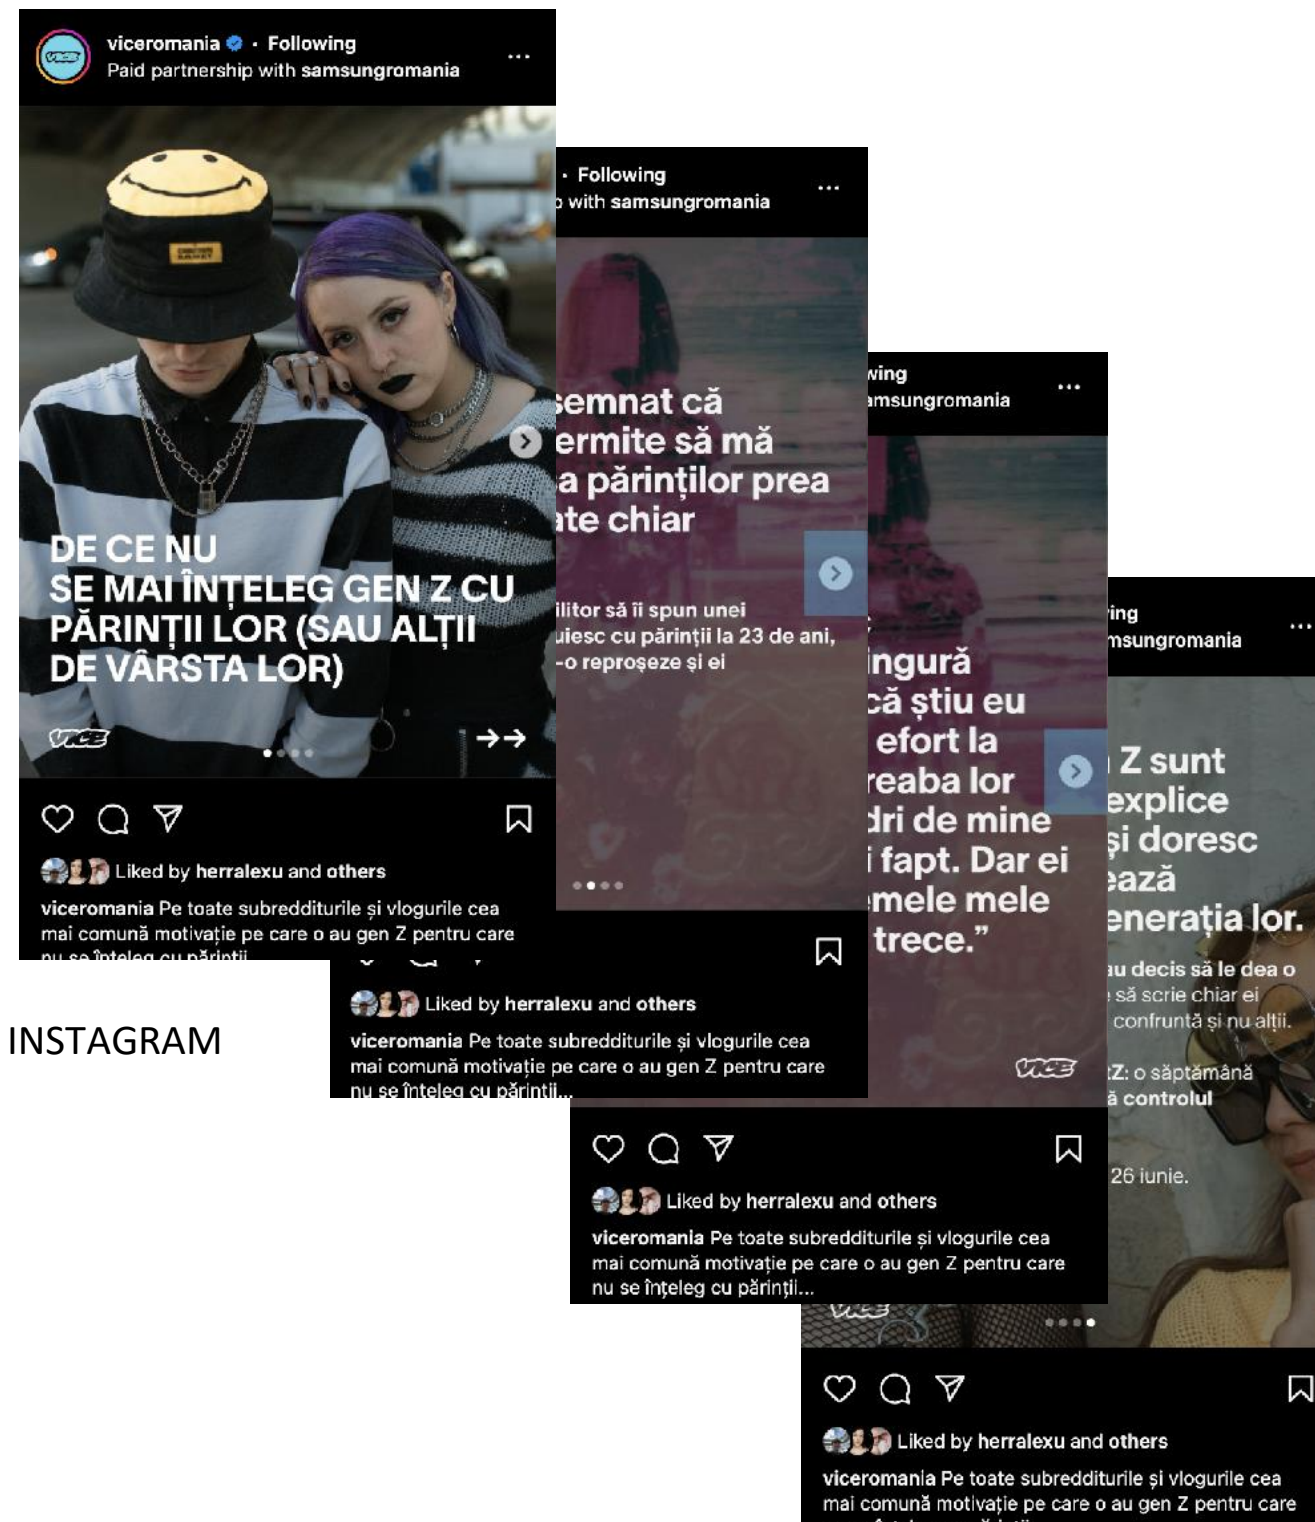 viceromania · Following
Paid partnership with samsungromania
DE CE NU
SE MAI ÎNȚELEG GEN Z CU
PĂRINȚII LOR (SAU ALȚII
DE VÂRSTA LOR)
VICE
Liked by herralexu and others
viceromania Pe toate subredditurile și vlogurile cea
mai comună motivație pe care o au gen Z pentru care
nu se înțeleg cu părinții
INSTAGRAM
· Following
with samsungromania
semnat că
ermite să mă
a părinților prea
ate chiar
ilitor să îi spun unei
uiesc cu părinții la 23 de ani,
-o reproșeze și ei
Liked by herralexu and others
viceromania Pe toate subredditurile și vlogurile cea
mai comună motivație pe care o au gen Z pentru care
nu se înțeleg cu părinții...
wing
amsungromania
ingură
că știu eu
efort la
reaba lor
dri de mine
i fapt. Dar ei
emele mele
trece.”
VICE
Liked by herralexu and others
viceromania Pe toate subredditurile și vlogurile cea
mai comună motivație pe care o au gen Z pentru care
nu se înțeleg cu părinții...
ing
msungromania
Z sunt
explice
și doresc
ează
enerația lor.
au decis să le dea o
să scrie chiar ei
confruntă și nu alții.
tZ: o săptămână
ă controlul
26 iunie.
VICE
Liked by herralexu and others
viceromania Pe toate subredditurile și vlogurile cea
mai comună motivație pe care o au gen Z pentru care